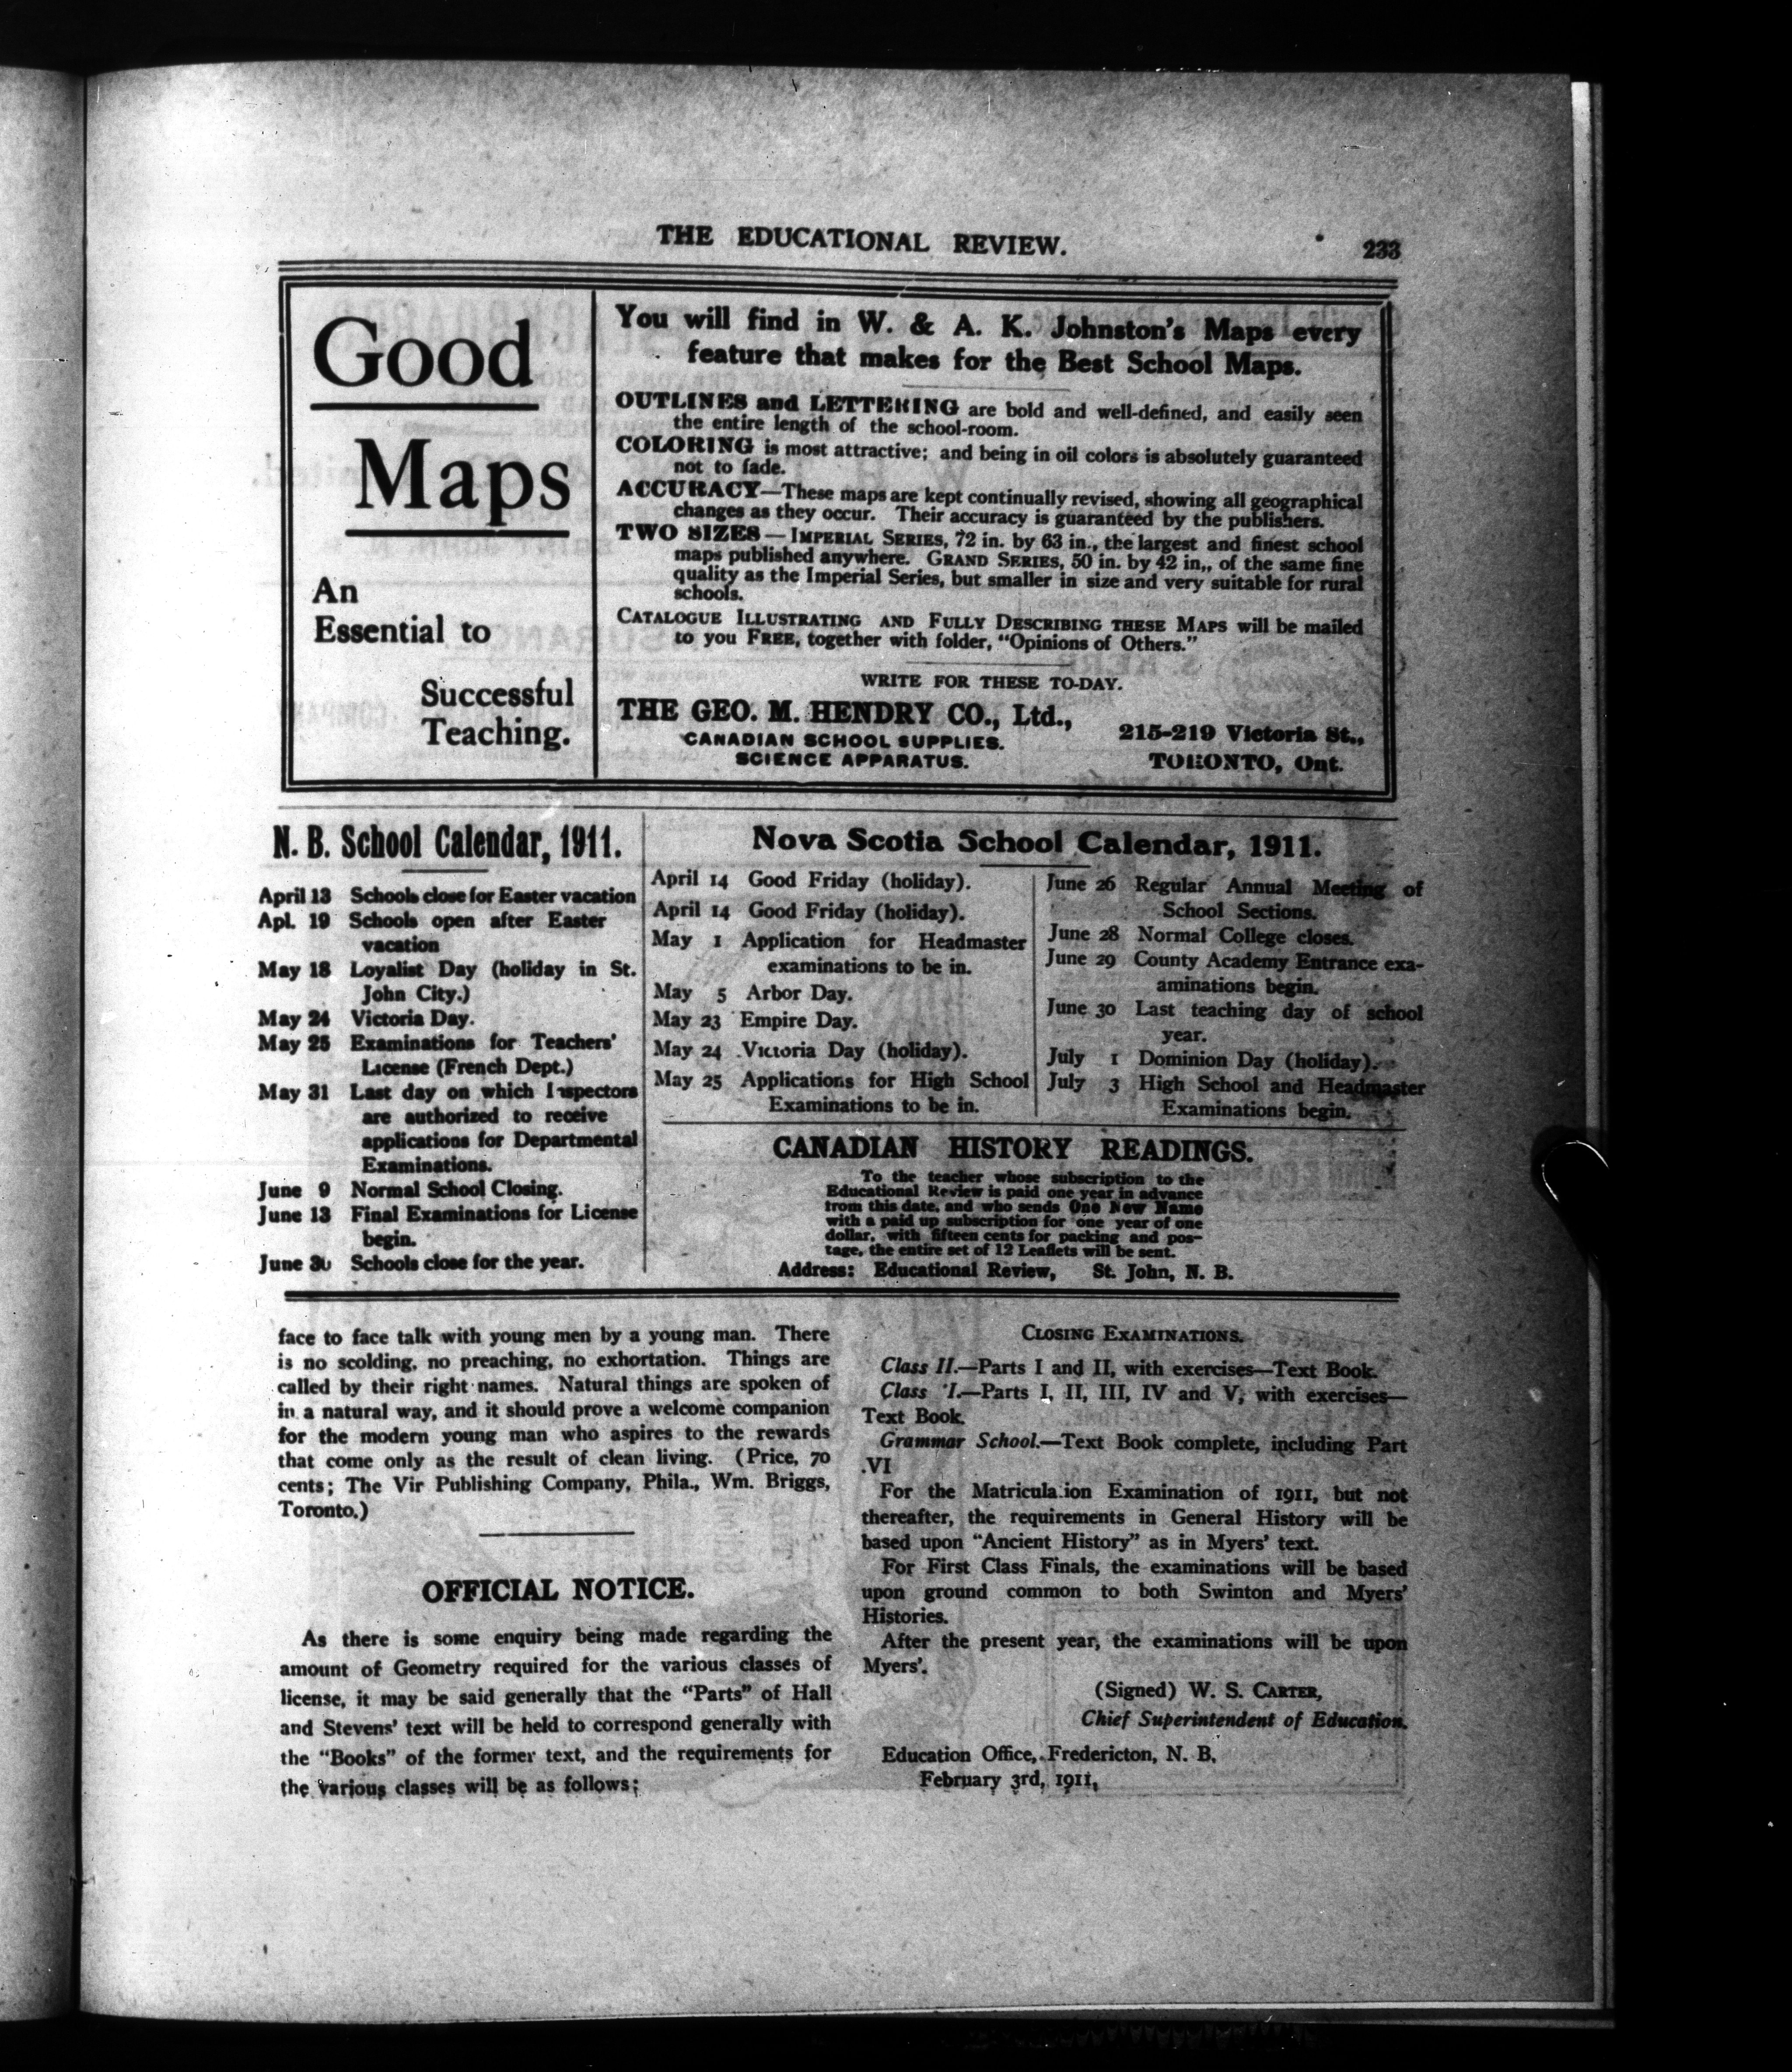 THE EDUCATIONAL REVIEW.
233
Good
Maps
An
Essential to
Successful
Teaching.
You will find in W. & A. K. Johnston's Maps every
feature that makes for the Best School Maps.
OUTLINES and LETTERING are bold and well-defined, and easily seen
the entire length of the school-room.
COLORING is most attractive; and being in oil colors is absolutely guaranteed
not to fade.
ACCURACY—These maps are kept continually revised, showing all geographical
changes as they occur. Their accuracy is guaranteed by the publishers.
TWO SIZES — IMPERIAL SERIES, 72 in. by 63 in., the largest and finest school
maps published anywhere. GRAND SERIES, 50 in. by 42 in,, of the same fine
quality as the Imperial Series, but smaller in size and very suitable for rural
schools.
CATALOGUE ILLUSTRATING AND FULLY DESCRIBING THESE MAPS will be mailed
to you FREE, together with folder, "Opinions of Others."
WRITE FOR THESE TO-DAY.
THE GEO. M. HENDRY CO., Ltd.,
CANADIAN SCHOOL SUPPLIES.
SCIENCE APPARATUS.
215-219 Victoria St.,
TORONTO, Ont.
N. B. School Calendar, 1911.
April 13 Schools close for Easter vacation
Apl. 19 Schools open after Easter
vacation
May 18 Loyalist Day (holiday in St.
John City.)
May 24 Victoria Day.
May 25 Examinations for Teachers'
License (French Dept.)
May 31 Last day on which Inspectors
are authorized to receive
applications for Departmental
Examinations.
June 9 Normal School Closing.
June 13 Final Examinations for License
begin.
June 30 Schools close for the year.
Nova Scotia School Calendar, 1911.
April 14 Good Friday (holiday).
April 14 Good Friday (holiday).
May 1 Application for Headmaster
examinations to be in.
May 5 Arbor Day.
May 23 Empire Day.
May 24 Victoria Day (holiday).
May 25 Applications for High School
Examinations to be in.
June 26 Regular Annual Meeting of
School Sections.
June 28 Normal College closes.
June 29 County Academy Entrance exa-
aminations begin.
June 30 Last teaching day of school
year.
July 1 Dominion Day (holiday).
July 3 High School and Headmaster
Examinations begin.
CANADIAN HISTORY READINGS.
To the teacher whose subscription to the
Educational Review is paid one year in advance
from this date, and who sends One New Name
with a paid up subscription for one year of one
dollar, with fifteen cents for packing and pos-
tage, the entire set of 12 Leaflets will be sent.
Address: Educational Review, St. John, N. B.
face to face talk with young men by a young man. There
is no scolding, no preaching, no exhortation. Things are
called by their right names. Natural things are spoken of
in a natural way, and it should prove a welcome companion
for the modern young man who aspires to the rewards
that come only as the result of clean living. (Price, 70
cents; The Vir Publishing Company, Phila., Wm. Briggs,
Toronto.)
OFFICIAL NOTICE.
As there is some enquiry being made regarding the
amount of Geometry required for the various classes of
license, it may be said generally that the "Parts" of Hall
and Stevens' text will be held to correspond generally with
the "Books" of the former text, and the requirements for
the various classes will be as follows;
CLOSING EXAMINATIONS.
Class II.—Parts I and II, with exercises—Text Book.
Class I.—Parts I, II, III, IV and V, with exercises—
Text Book.
Grammar School.—Text Book complete, including Part
.VI
For the Matricula.ion Examination of 1911, but not
thereafter, the requirements in General History will be
based upon "Ancient History" as in Myers' text.
For First Class Finals, the examinations will be based
upon ground common to both Swinton and Myers'
Histories.
After the present year, the examinations will be upon
Myers'.
(Signed) W. S. CARTER,
Chief Superintendent of Education.
Education Office, Fredericton, N. B.
February 3rd, 1911,